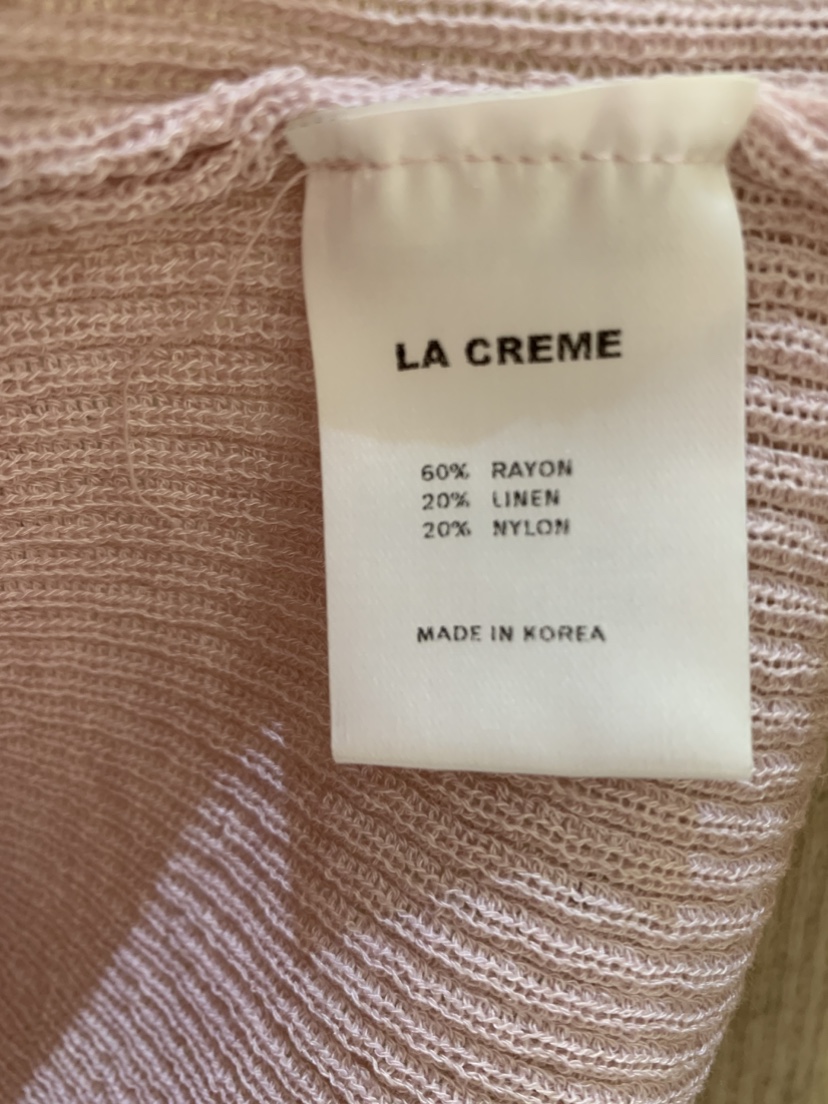 LA CREME
60% RAYON
20% LINEN
20% NYLON
MADE IN KOREA